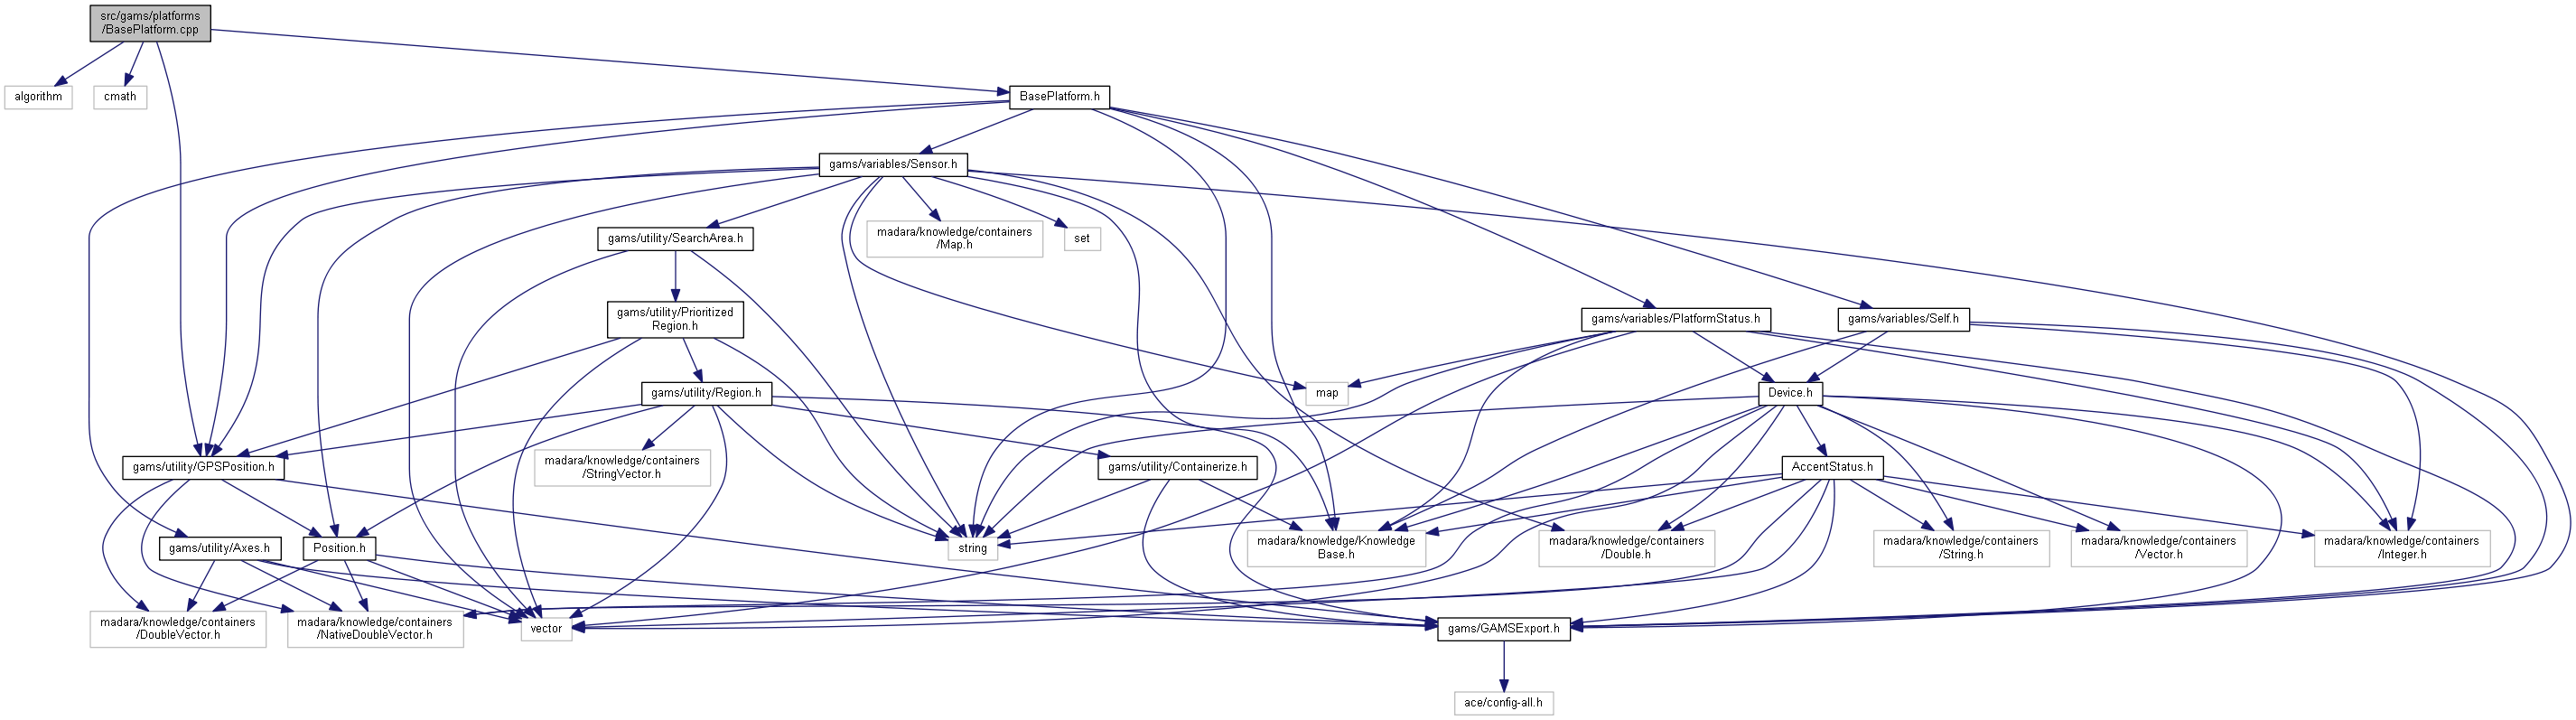 src/gams/platforms
/BasePlatform.cpp
algorithm
cmath
BasePlatform.h
gams/variables/Sensor.h
gams/utility/SearchArea.h
madara/knowledge/containers
/Map.h
set
gams/utility/Prioritized
Region.h
gams/variables/PlatformStatus.h
gams/variables/Self.h
gams/utility/Region.h
map
Device.h
gams/utility/GPSPosition.h
madara/knowledge/containers
/StringVector.h
gams/utility/Containerize.h
AccentStatus.h
gams/utility/Axes.h
Position.h
string
madara/knowledge/Knowledge
Base.h
madara/knowledge/containers
/Double.h
madara/knowledge/containers
/String.h
madara/knowledge/containers
/Vector.h
madara/knowledge/containers
/Integer.h
madara/knowledge/containers
/DoubleVector.h
madara/knowledge/containers
/NativeDoubleVector.h
vector
gams/GAMSExport.h
ace/config-all.h